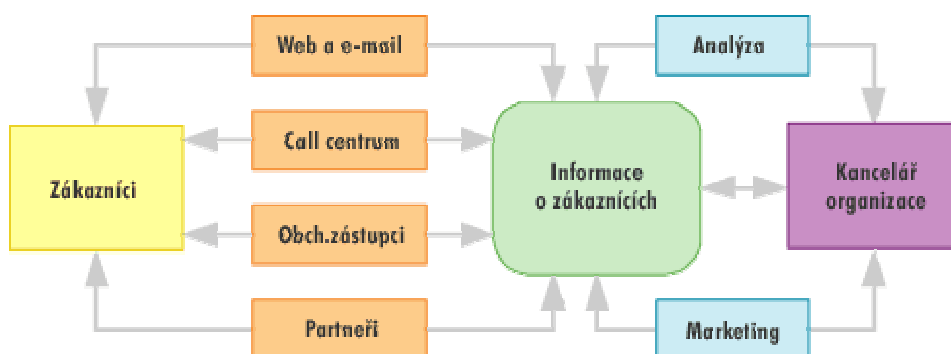 Web a e-mail
Analýza
Call centrum
Zákazníci
Informace
o zákaznících
Kancelář
organizace
Obch.zástupci
Partneři
Marketing